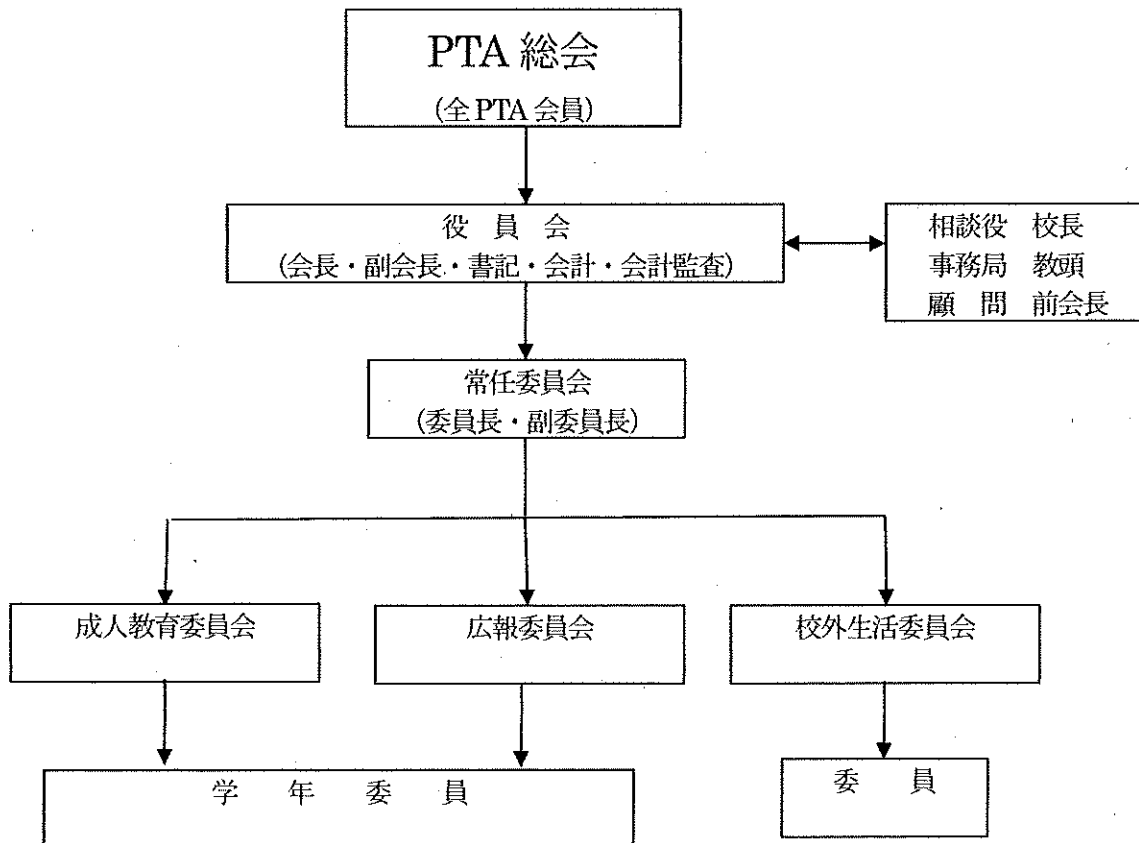 PTA 総会
(全 PTA 会員)
役　員　会
(会長・副会長・書記・会計・会計監査)
相談役　校長
事務局　教頭
顧　問　前会長
常任委員会
(委員長・副委員長)
成人教育委員会
広報委員会
校外生活委員会
学　年　委　員
委　員